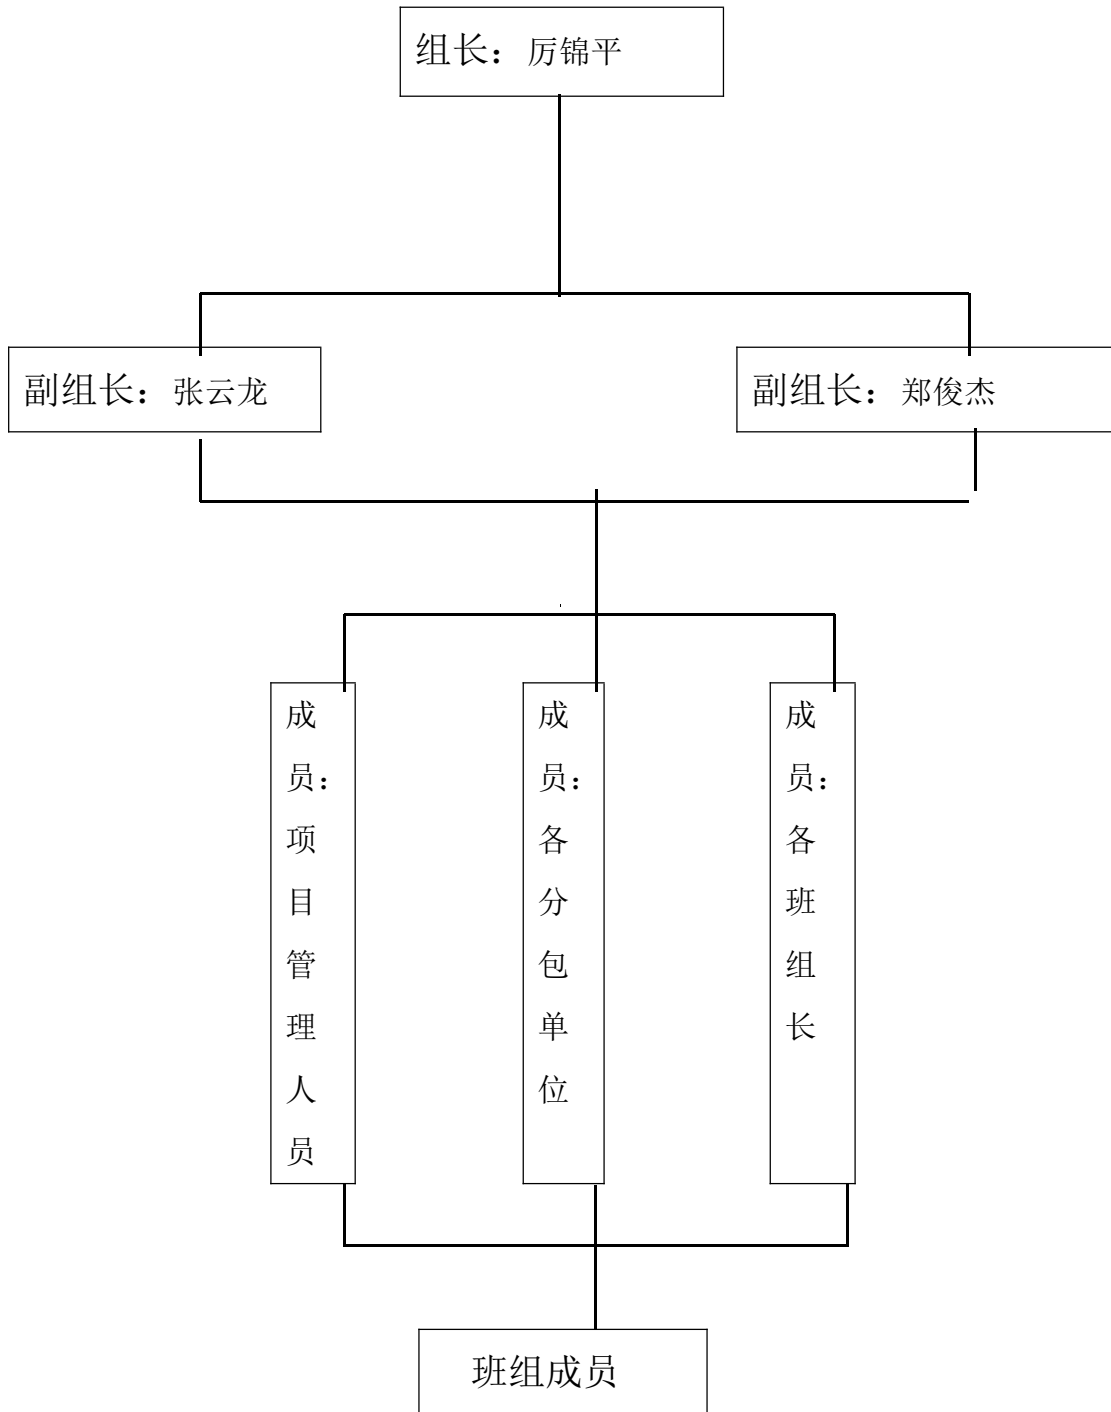 组长：厉锦平
副组长：张云龙
副组长：郑俊杰
成员：项目管理人员
成员：各分包单位
成员：各班组长
班组成员